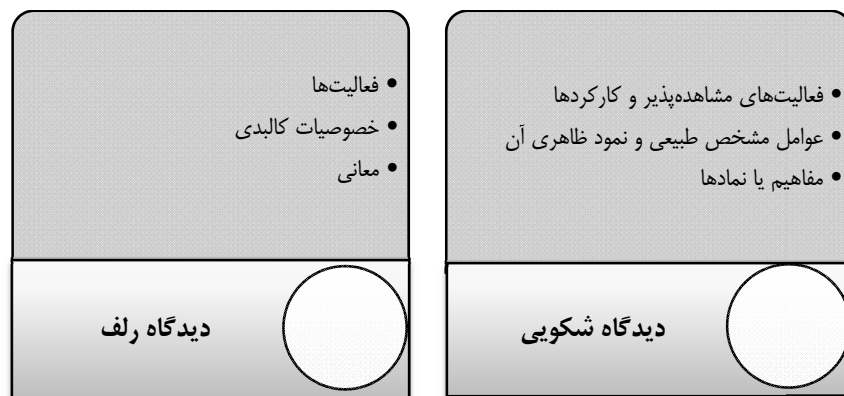 • فعالیت‌های مشاهده‌پذیر و کارکردها
• عوامل مشخص طبیعی و نمود ظاهری آن
• مفاهیم یا نمادها
دیدگاه شکویی
• فعالیت‌ها
• خصوصیات کالبدی
• معانی
دیدگاه رلف